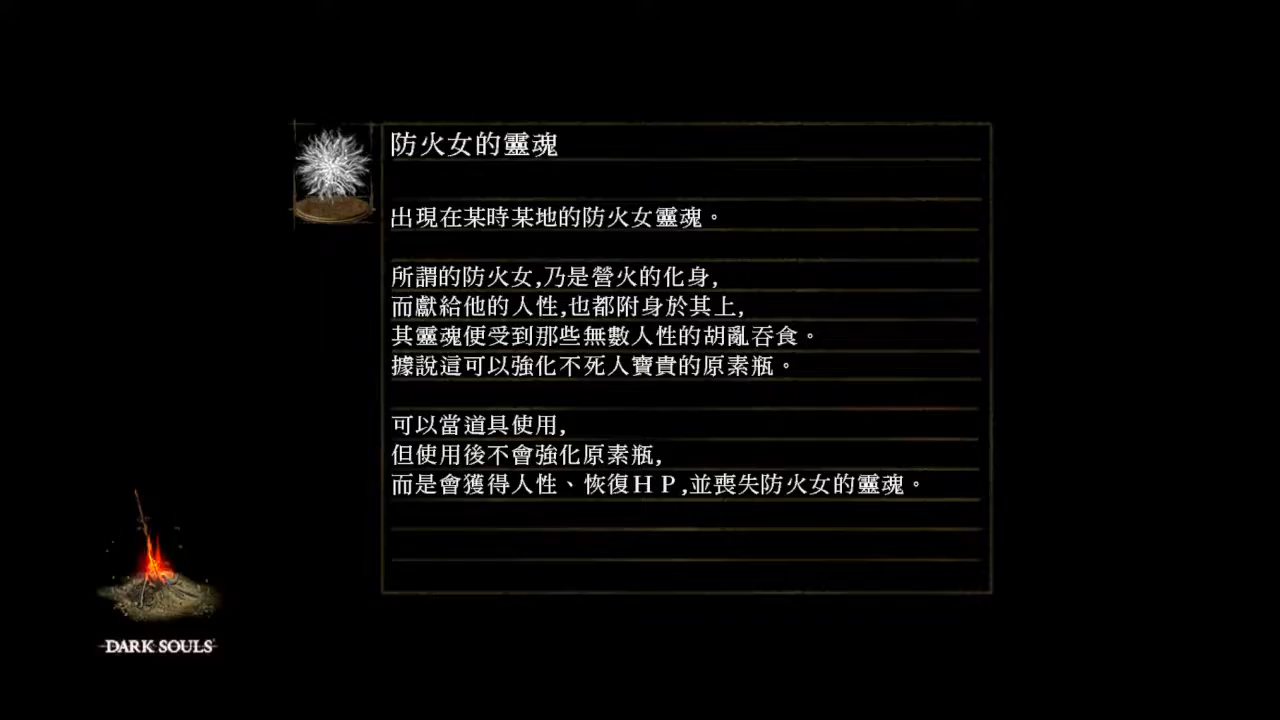 防火女的靈魂
出現在某時某地的防火女靈魂。
所謂的防火女,乃是營火的化身,
而獻給他的人性,也都附身於其上,
其靈魂便受到那些無數人性的胡亂吞食。
據說這可以強化不死人寶貴的原素瓶。
可以當道具使用,
但使用後不會強化原素瓶,
而是會獲得人性、恢復ＨＰ,並喪失防火女的靈魂。
DARK SOULS